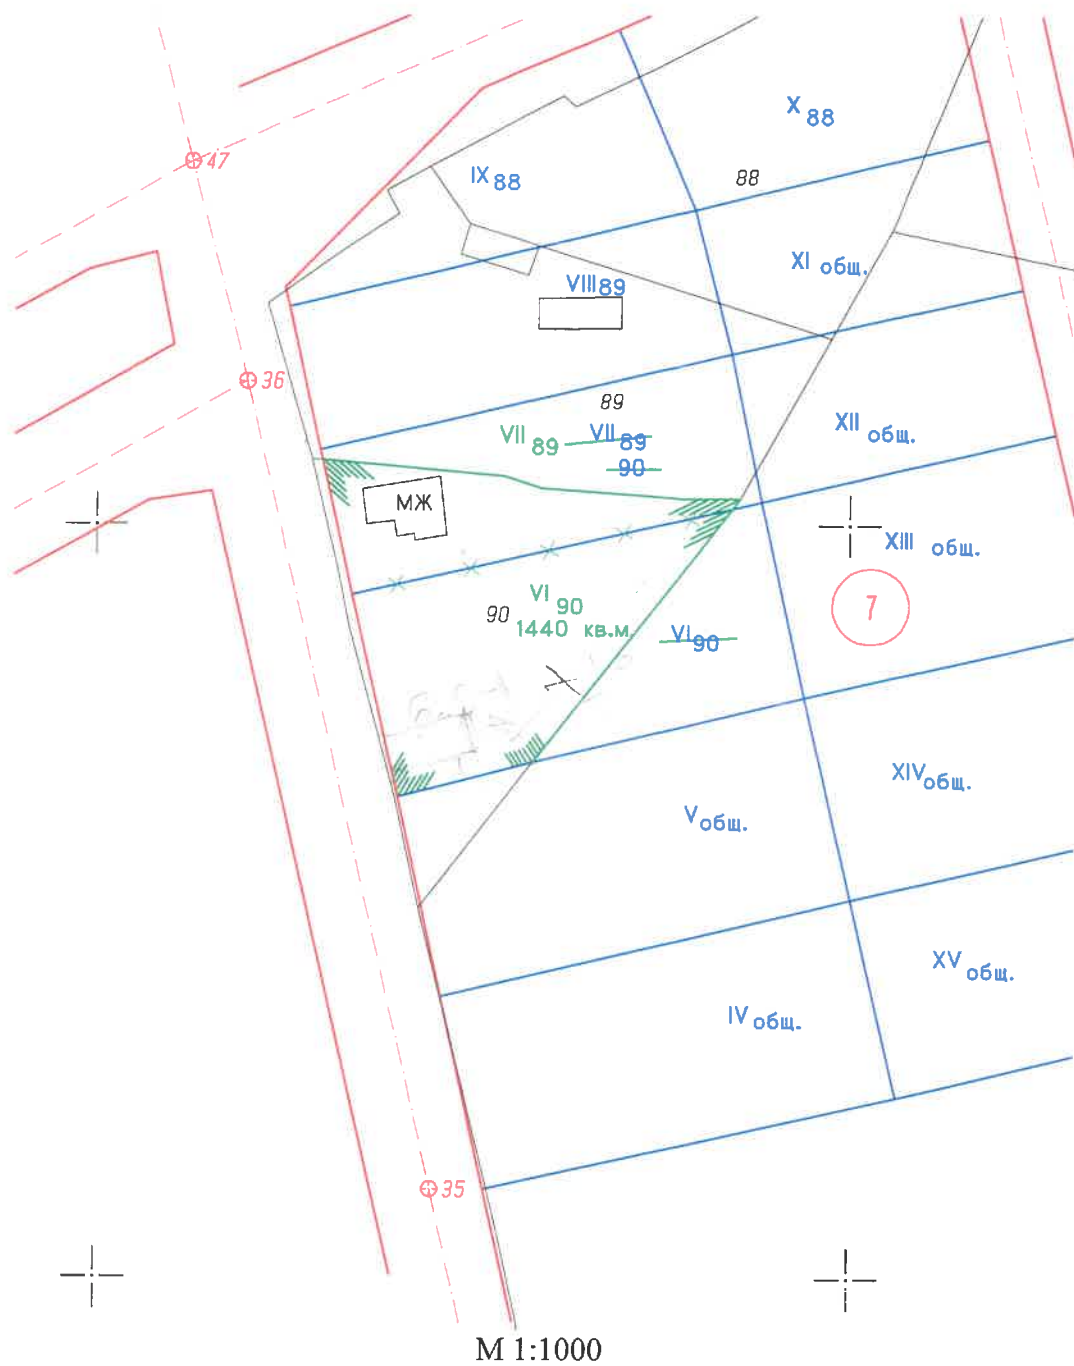 X 88
47
IX 88
88
XI общ.
VIII 89
36
89
XII общ.
VII 89
VII 89
90
МЖ
XIII общ.
VI 90
90
1440 кв.м.
7
VI 90
XIV общ.
V общ.
XV общ.
IV общ.
35
М 1:1000